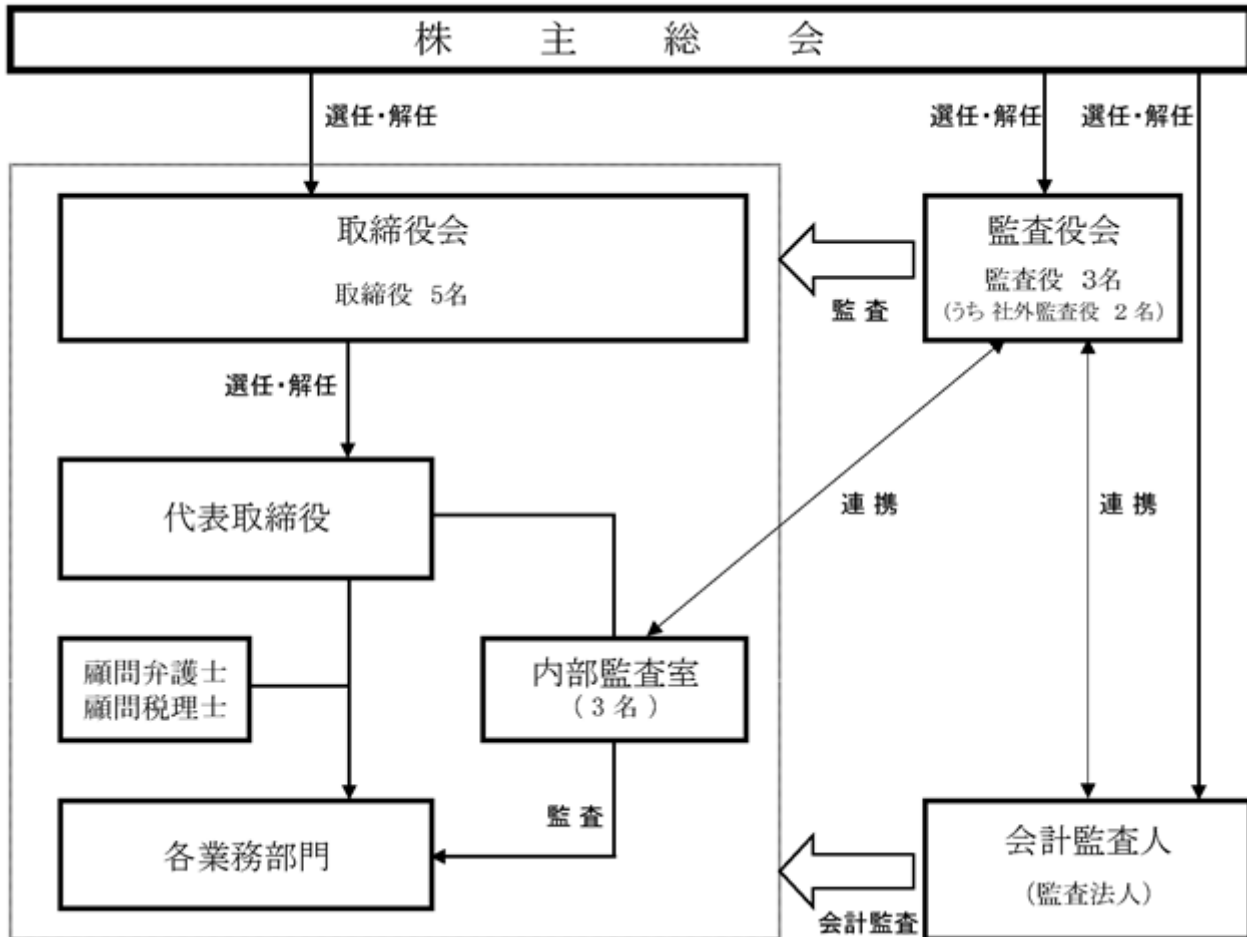 株 主 総 会
選任・解任
選任・解任
選任・解任
取締役会
取締役 5名
監査役会
監査役 3名
(うち 社外監査役 2 名)
監 査
選任・解任
代表取締役
連 携
連 携
顧問弁護士
顧問税理士
内部監査室
( 3 名 )
監 査
各業務部門
会計監査人
(監査法人)
会計監査